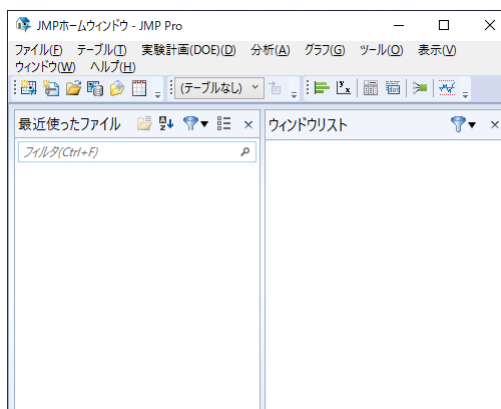 JMPホームウィンドウ - JMP Pro
ファイル(F) テーブル(T) 実験計画(DOE)(D) 分析(A) グラフ(G) ツール(O) 表示(V)
ウィンドウ(W) ヘルプ(H)
(テーブルなし)
最近使ったファイル
ウィンドウリスト
フィルタ(Ctrl+F)